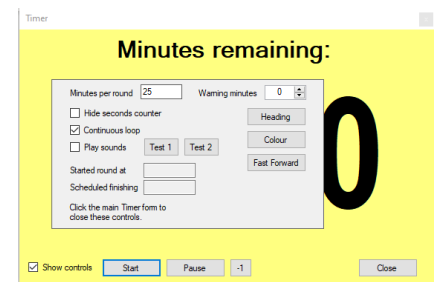 Timer
Minutes remaining:
Minutes per round 25 Warning minutes 0
Hide seconds counter
Heading
Continuous loop
Colour
Play sounds Test 1 Test 2
Fast Forward
Started round at
Scheduled finishing
Click the main Timer form to
close these controls.
0
Show controls Start Pause -1 Close